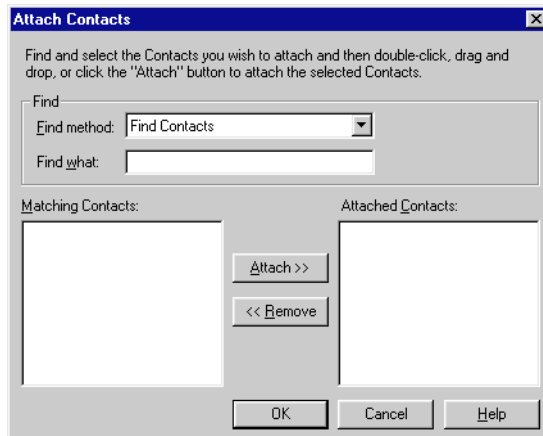 Attach Contacts
Find and select the Contacts you wish to attach and then double-click, drag and
drop, or click the "Attach" button to attach the selected Contacts.
Find
Find method: Find Contacts
Find what:
Matching Contacts: Attached Contacts:
Attach >>
<< Remove
OK Cancel Help